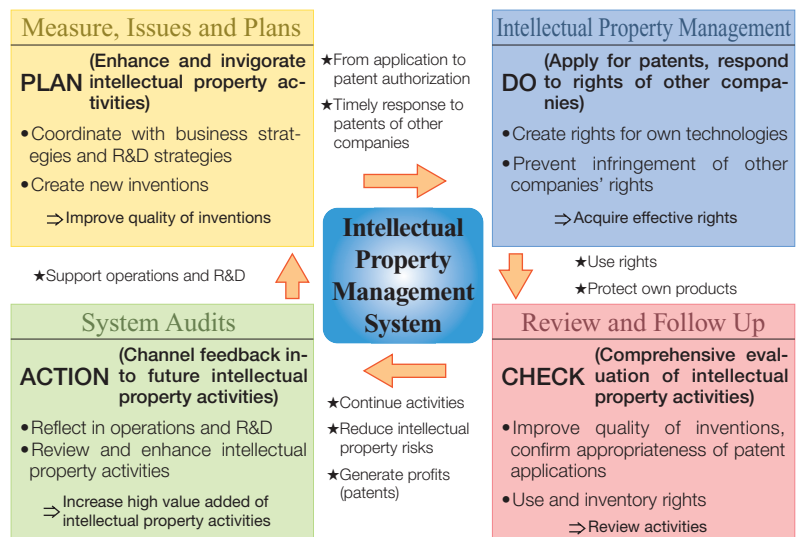 Measure, Issues and Plans
PLAN
(Enhance and invigorate
intellectual property ac-
tivities)
•Coordinate with business strat-
egies and R&D strategies
•Create new inventions
⇒Improve quality of inventions
★From application to
patent authorization
★Timely response to
patents of other
companies
Intellectual Property Management
DO
(Apply for patents, respond
to rights of other compa-
nies)
•Create rights for own technologies
•Prevent infringement of other
companies’ rights
⇒Acquire effective rights
Intellectual
Property
Management
System
★Support operations and R&D
★Use rights
★Protect own products
System Audits
ACTION
(Channel feedback in-
to future intellectual
property activities)
•Reflect in operations and R&D
•Review and enhance intellectual
property activities
⇒Increase high value added of
intellectual property activities
★Continue activities
★Reduce intellectual
property risks
★Generate profits
(patents)
Review and Follow Up
CHECK
(Comprehensive eval-
uation of intellectual
property activities)
•Improve quality of inventions,
confirm appropriateness of patent
applications
•Use and inventory rights
⇒Review activities